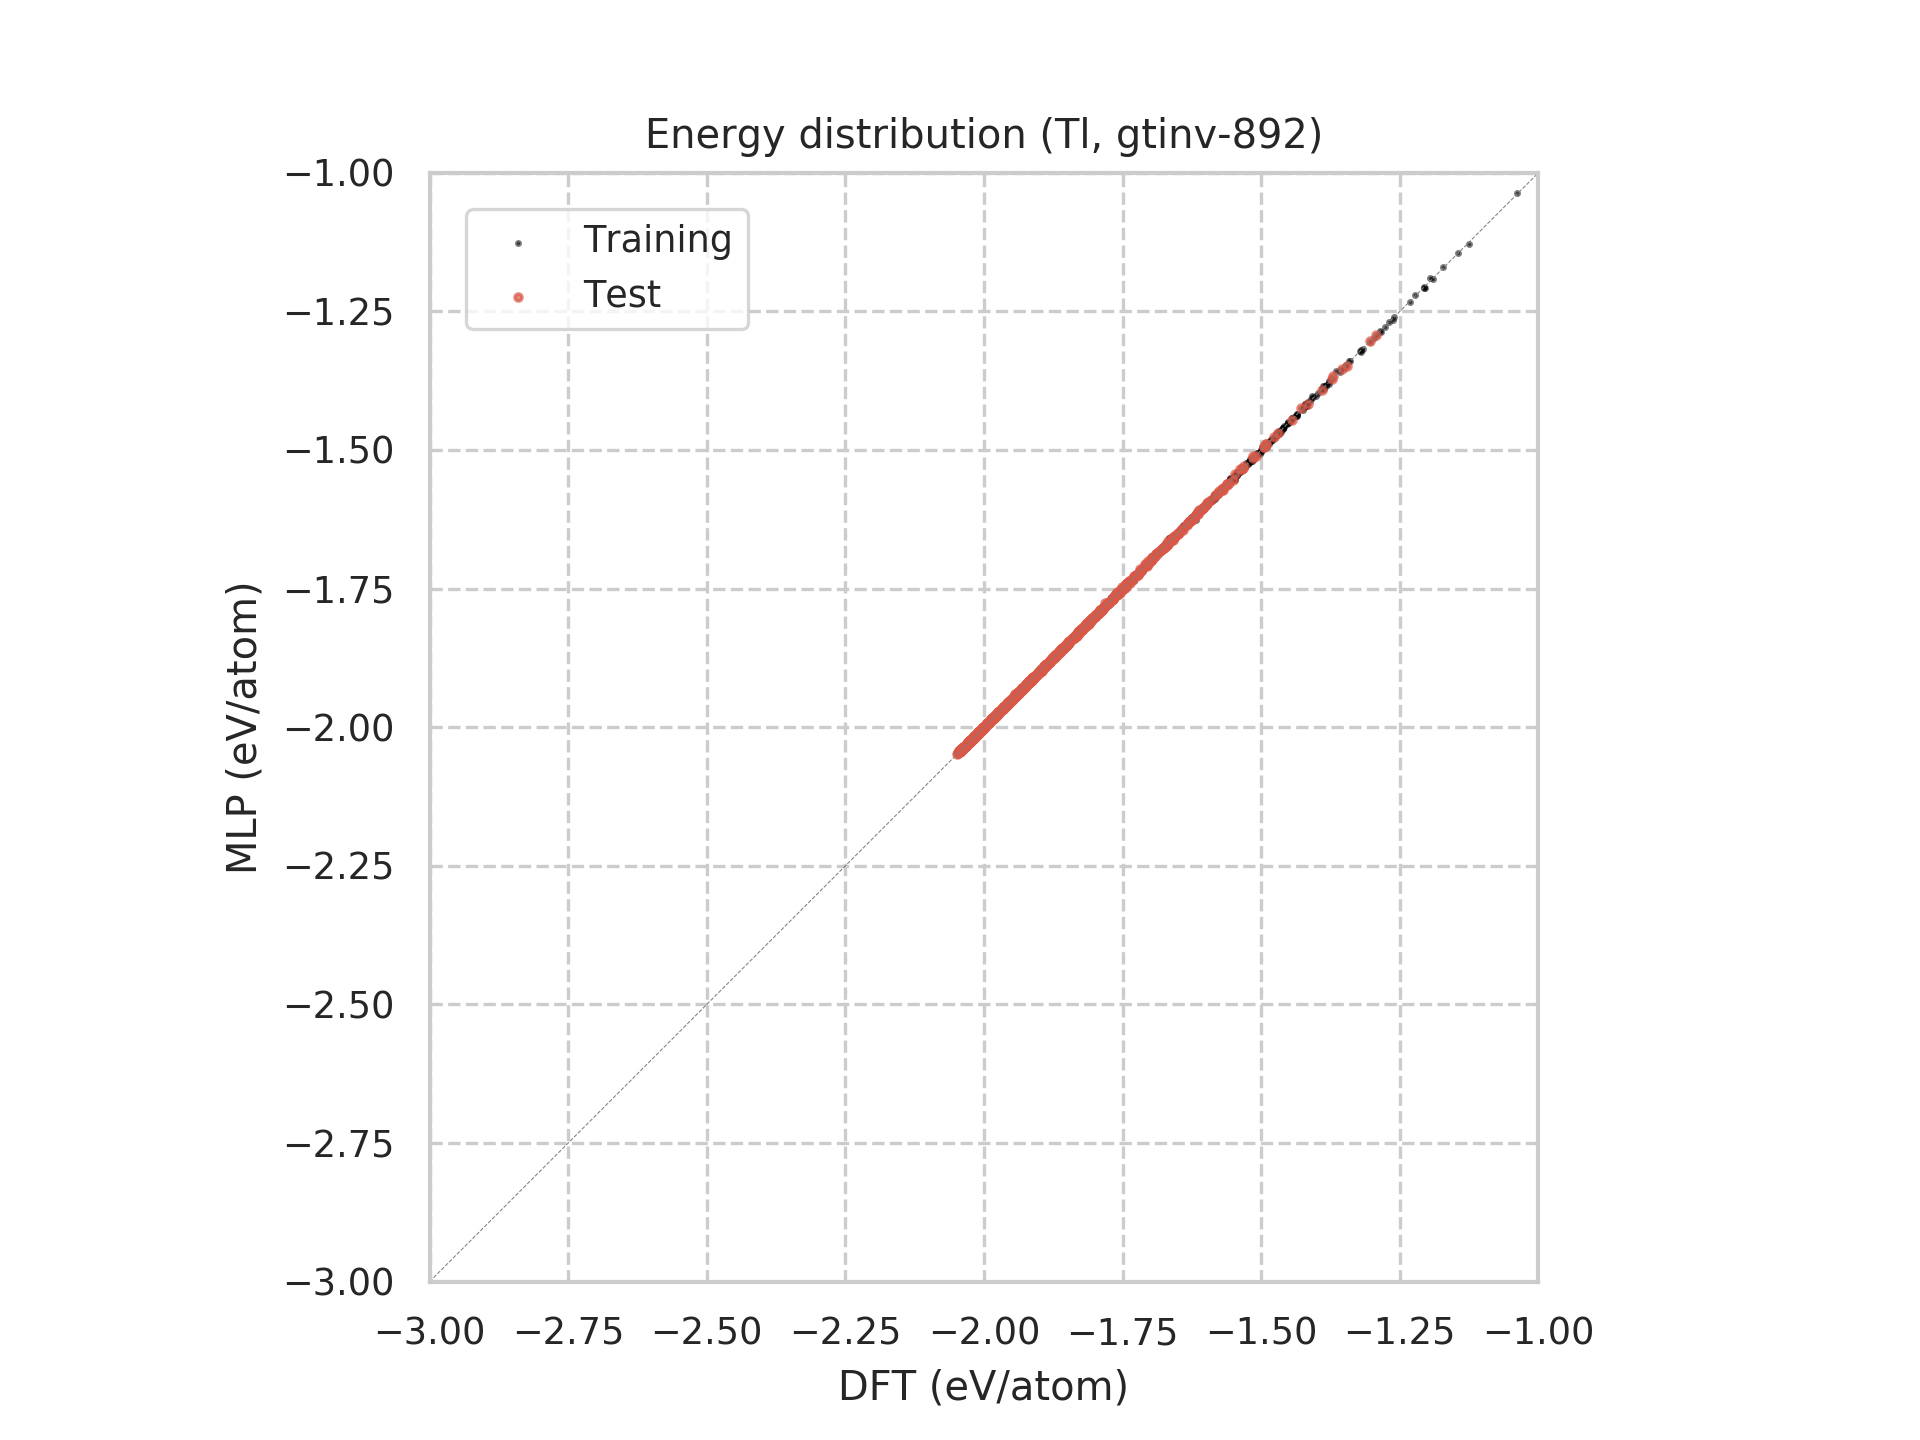 Energy distribution (Tl, gtinv-892)
Training
Test
−1.00
−1.25
−1.50
−1.75
−2.00
−2.25
−2.50
−2.75
−3.00
MLP (eV/atom)
−3.00 −2.75 −2.50 −2.25 −2.00 −1.75 −1.50 −1.25 −1.00
DFT (eV/atom)